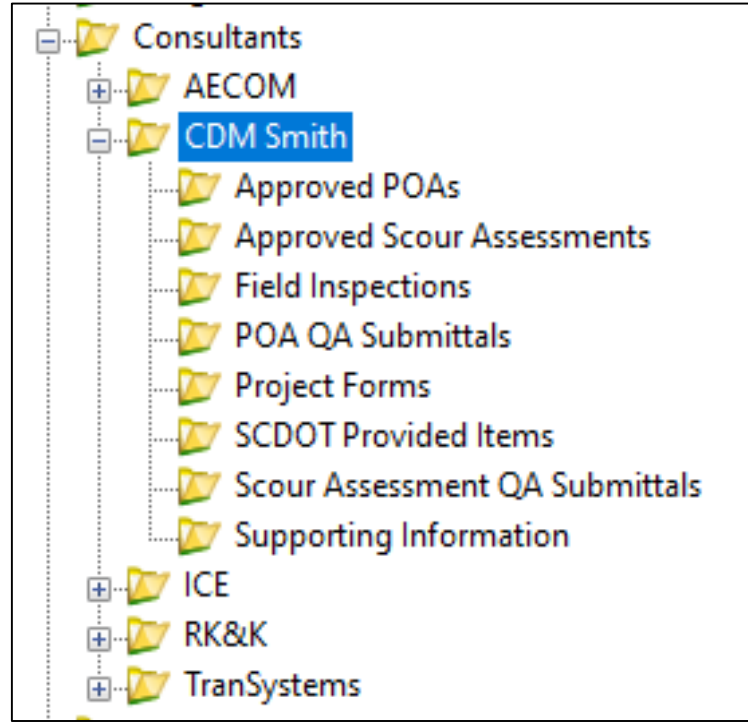 Consultants
AECOM
CDM Smith
Approved POAs
Approved Scour Assessments
Field Inspections
POA QA Submittals
Project Forms
SCDOT Provided Items
Scour Assessment QA Submittals
Supporting Information
ICE
RK&K
TranSystems